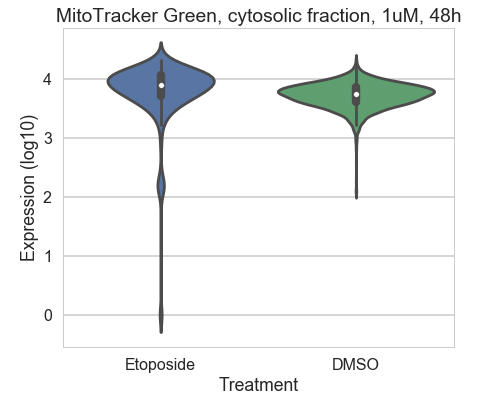 MitoTracker Green, cytosolic fraction, 1uM, 48h
Expression (log10)
4
3
2
1
0
Etoposide
DMSO
Treatment